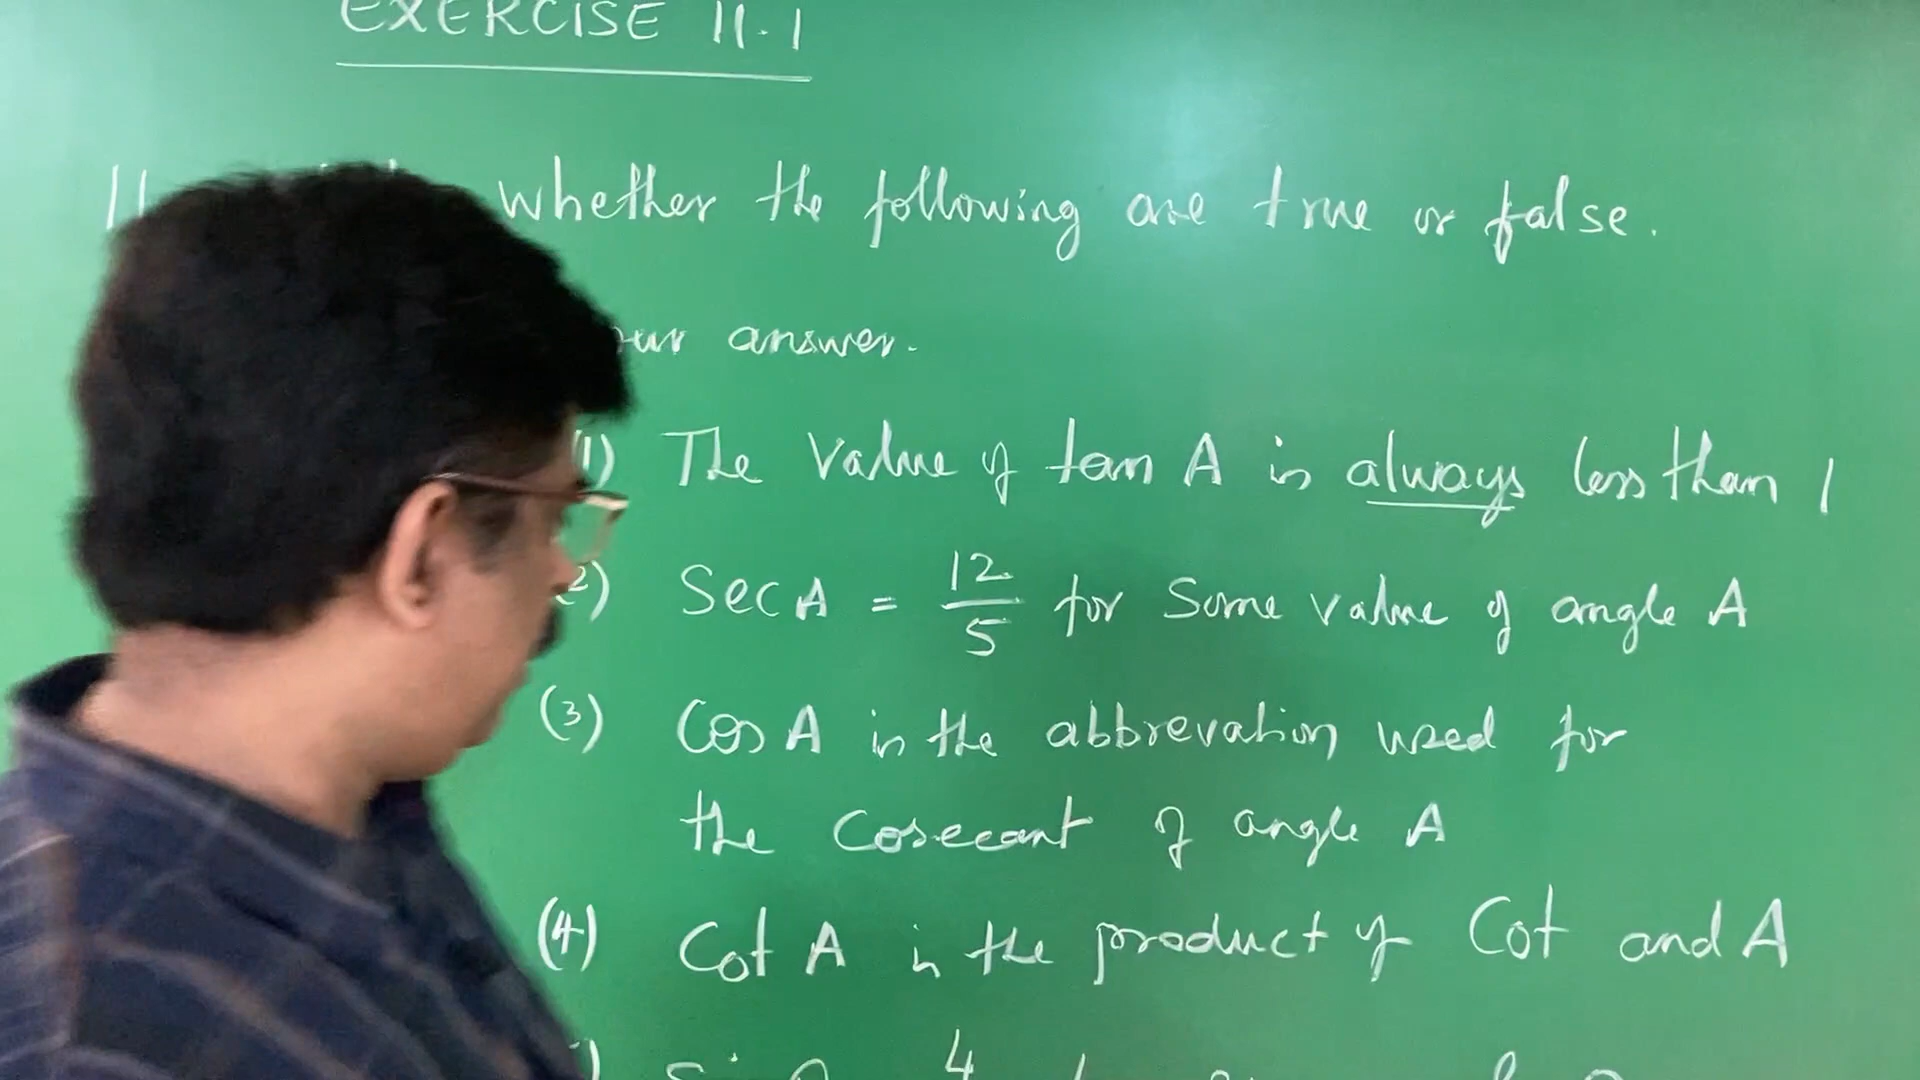 EXERCISE 11.1
11 whether the following are true or false.
our answer.
(1) The Value of tan A is always less than 1
2) Sec A = 12/5 for Some value of angle A
(3) Cos A is the abbrevation used for
the Cosecant of angle A
(4) Cot A is the product of Cot and A
4